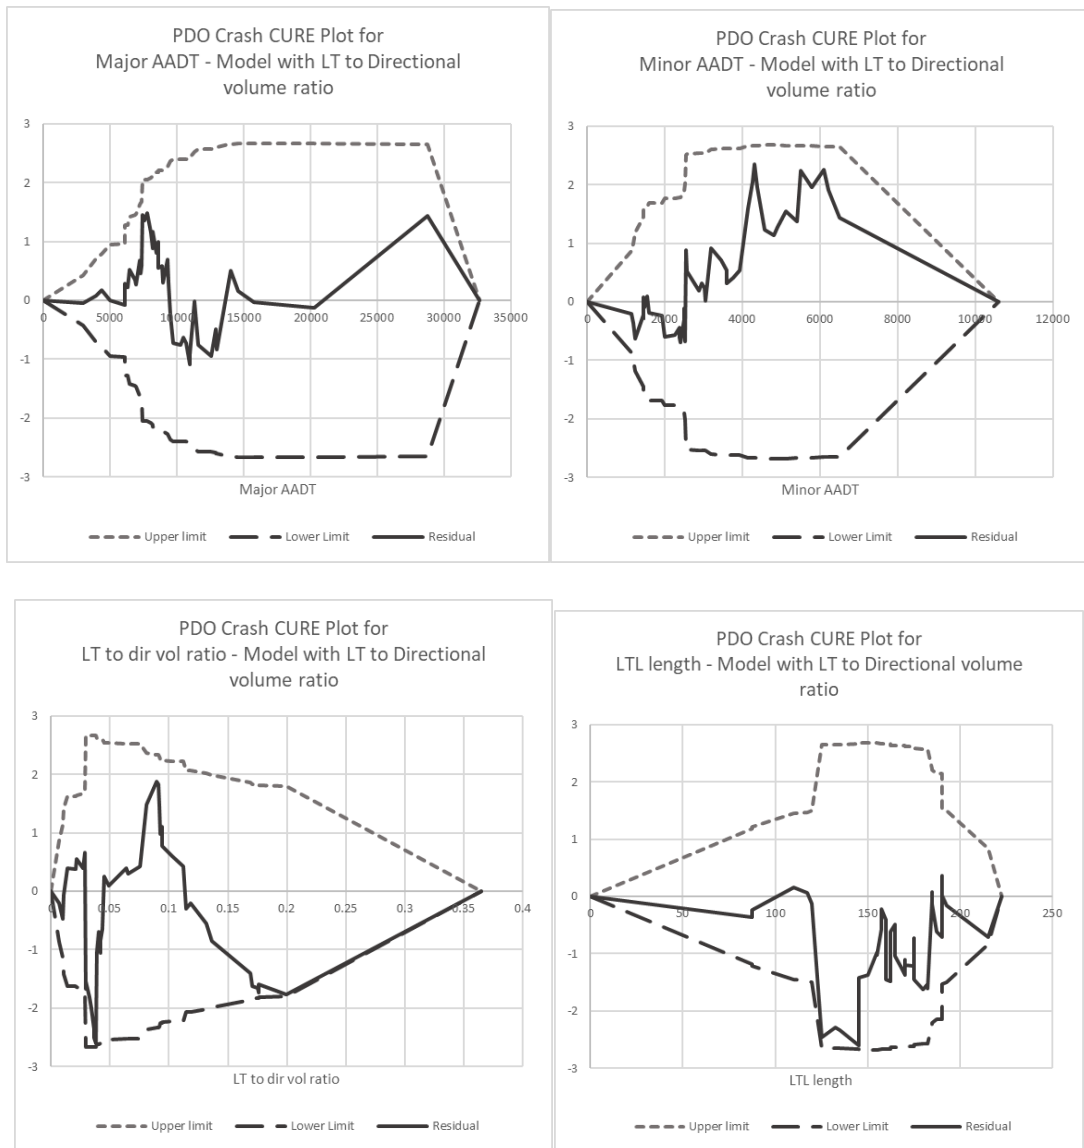 PDO Crash CURE Plot for
Major AADT - Model with LT to Directional
volume ratio
3
2
1
0
-1
-2
-3
0 5000 10000 15000 20000 25000 30000 35000
Major AADT
Upper limit Lower Limit Residual
PDO Crash CURE Plot for
Minor AADT - Model with LT to Directional
volume ratio
3
2
1
0
-1
-2
-3
0 2000 4000 6000 8000 10000 12000
Minor AADT
Upper limit Lower Limit Residual
PDO Crash CURE Plot for
LT to dir vol ratio - Model with LT to Directional
volume ratio
3
2
1
0
-1
-2
-3
0 0.05 0.1 0.15 0.2 0.25 0.3 0.35 0.4
LT to dir vol ratio
Upper limit Lower Limit Residual
PDO Crash CURE Plot for
LTL length - Model with LT to Directional volume
ratio
3
2
1
0
-1
-2
-3
0 50 100 150 200 250
LTL length
Upper limit Lower Limit Residual